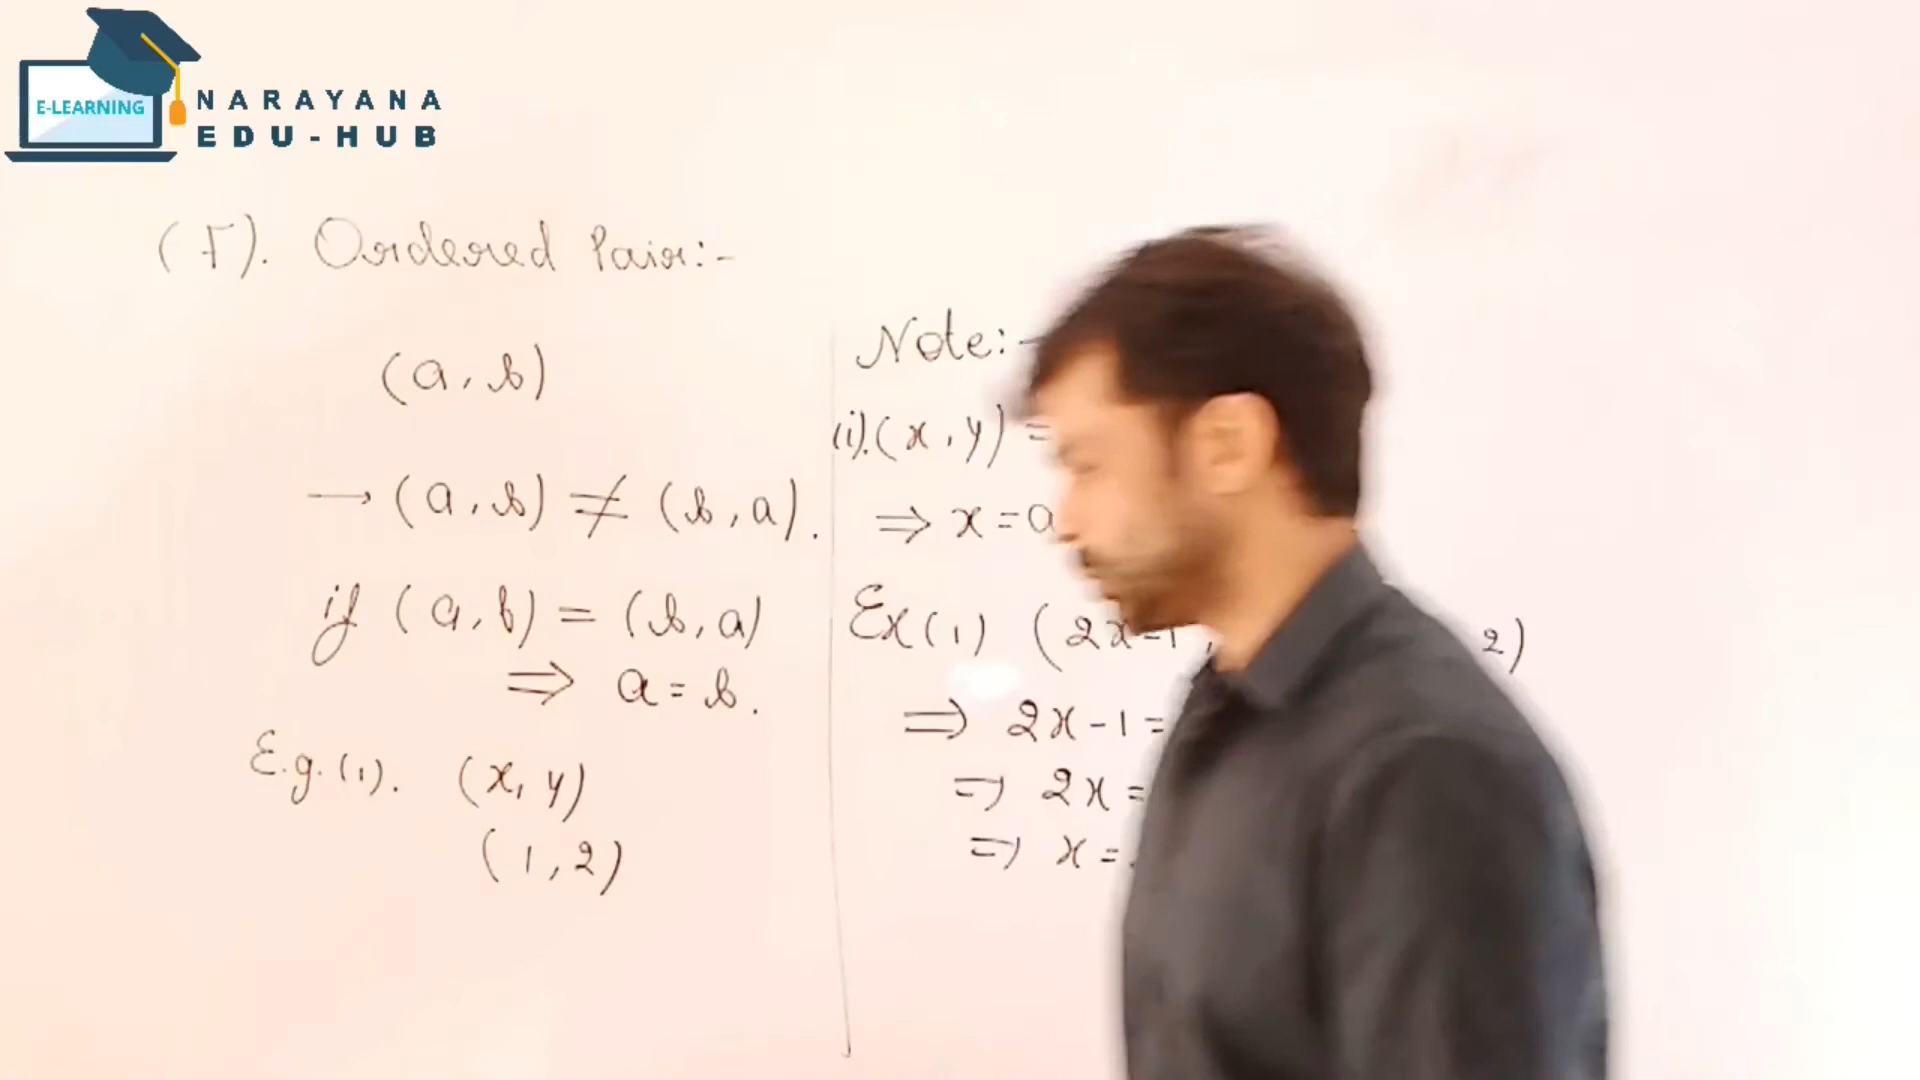 E-LEARNING
NARAYANA
EDU-HUB
(F). Ordered Pair:-
(a, b)
→ (a, b) ≠ (b, a).
if (a, b) = (b, a)
⇒ a = b.
E.g. (1). (x, y)
(1, 2)
Note:-
(i). (x, y) =
⇒ x = a
Ex (1) (2x-1, 2)
⇒ 2x-1 =
⇒ 2x =
⇒ x =